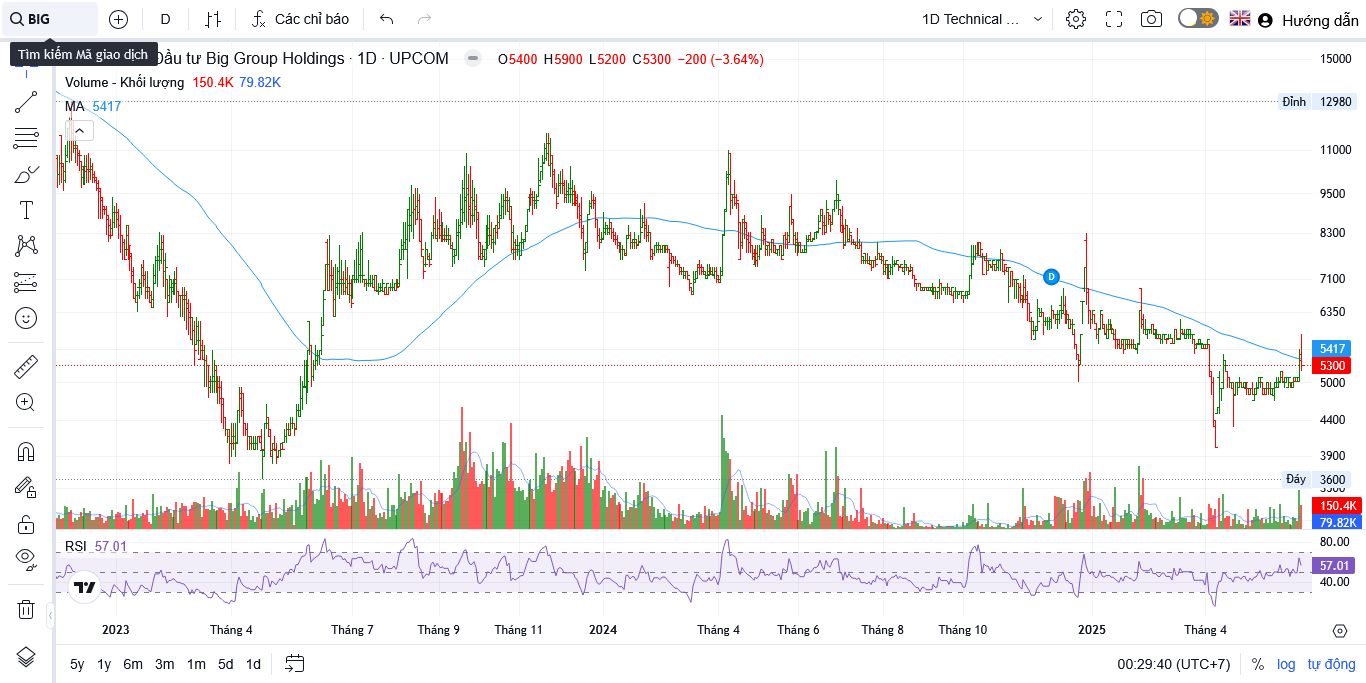 BIG D Các chỉ báo 1D Technical ... Hướng dẫn
Tìm kiếm Mã giao dịch
Đầu tư Big Group Holdings · 1D · UPCOM O5400 H5900 L5200 C5300 −200 (−3.64%)
Volume - Khối lượng 150.4K 79.82K
MA 5417
15000
Đỉnh 12980
11000
9500
8300
7100
6350
5417
5300
5000
4400
3900
Đáy 3600
3500
150.4K
79.82K
RSI 57.01
80.00
57.01
40.00
D
2023 Tháng 4 Tháng 7 Tháng 9 Tháng 11 2024 Tháng 4 Tháng 6 Tháng 8 Tháng 10 2025 Tháng 4
5y 1y 6m 3m 1m 5d 1d 00:29:40 (UTC+7) % log tự động